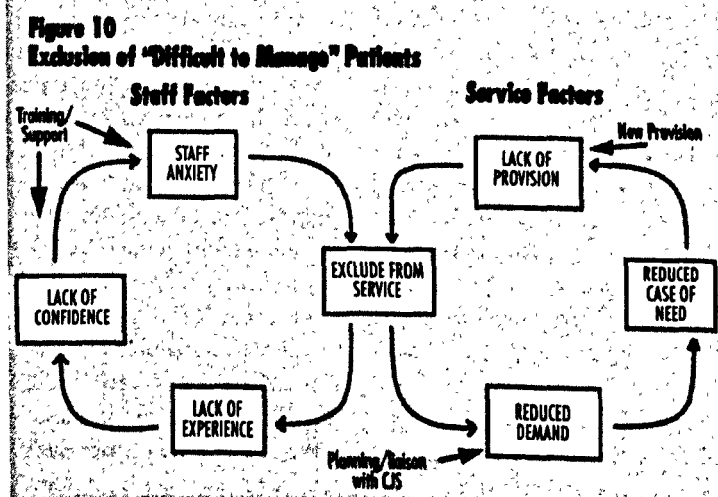 Figure 10
Exclusion of "Difficult to Manage" Patients
Staff Factors
Service Factors
Training/
Support
New Provision
STAFF
ANXIETY
LACK OF
PROVISION
EXCLUDE FROM
SERVICE
LACK OF
CONFIDENCE
REDUCED
CASE OF
NEED
LACK OF
EXPERIENCE
REDUCED
DEMAND
Planning/liaison
with CJS